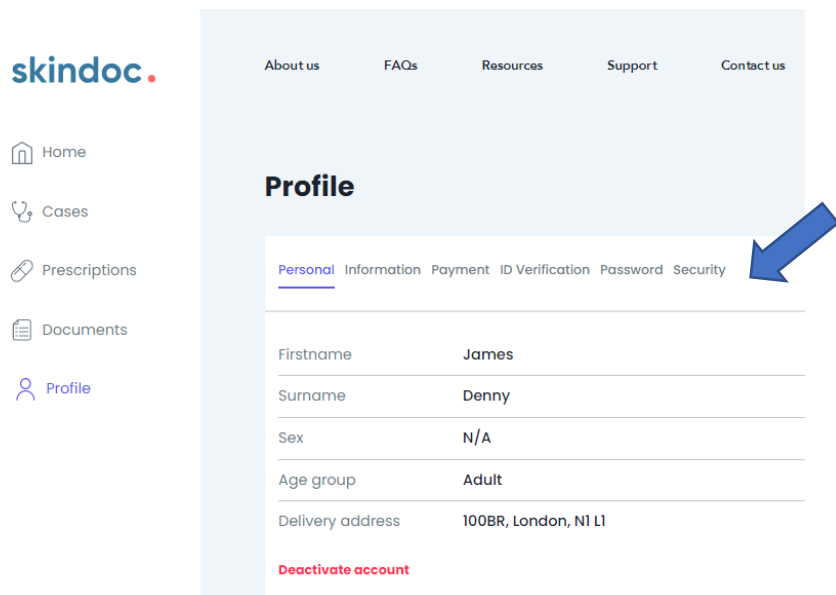 skindoc.
About us FAQs Resources Support Contact us
Home
Cases
Prescriptions
Documents
Profile
Profile
Personal Information Payment ID Verification Password Security
Firstname James
Surname Denny
Sex N/A
Age group Adult
Delivery address 100BR, London, N1 L1
Deactivate account